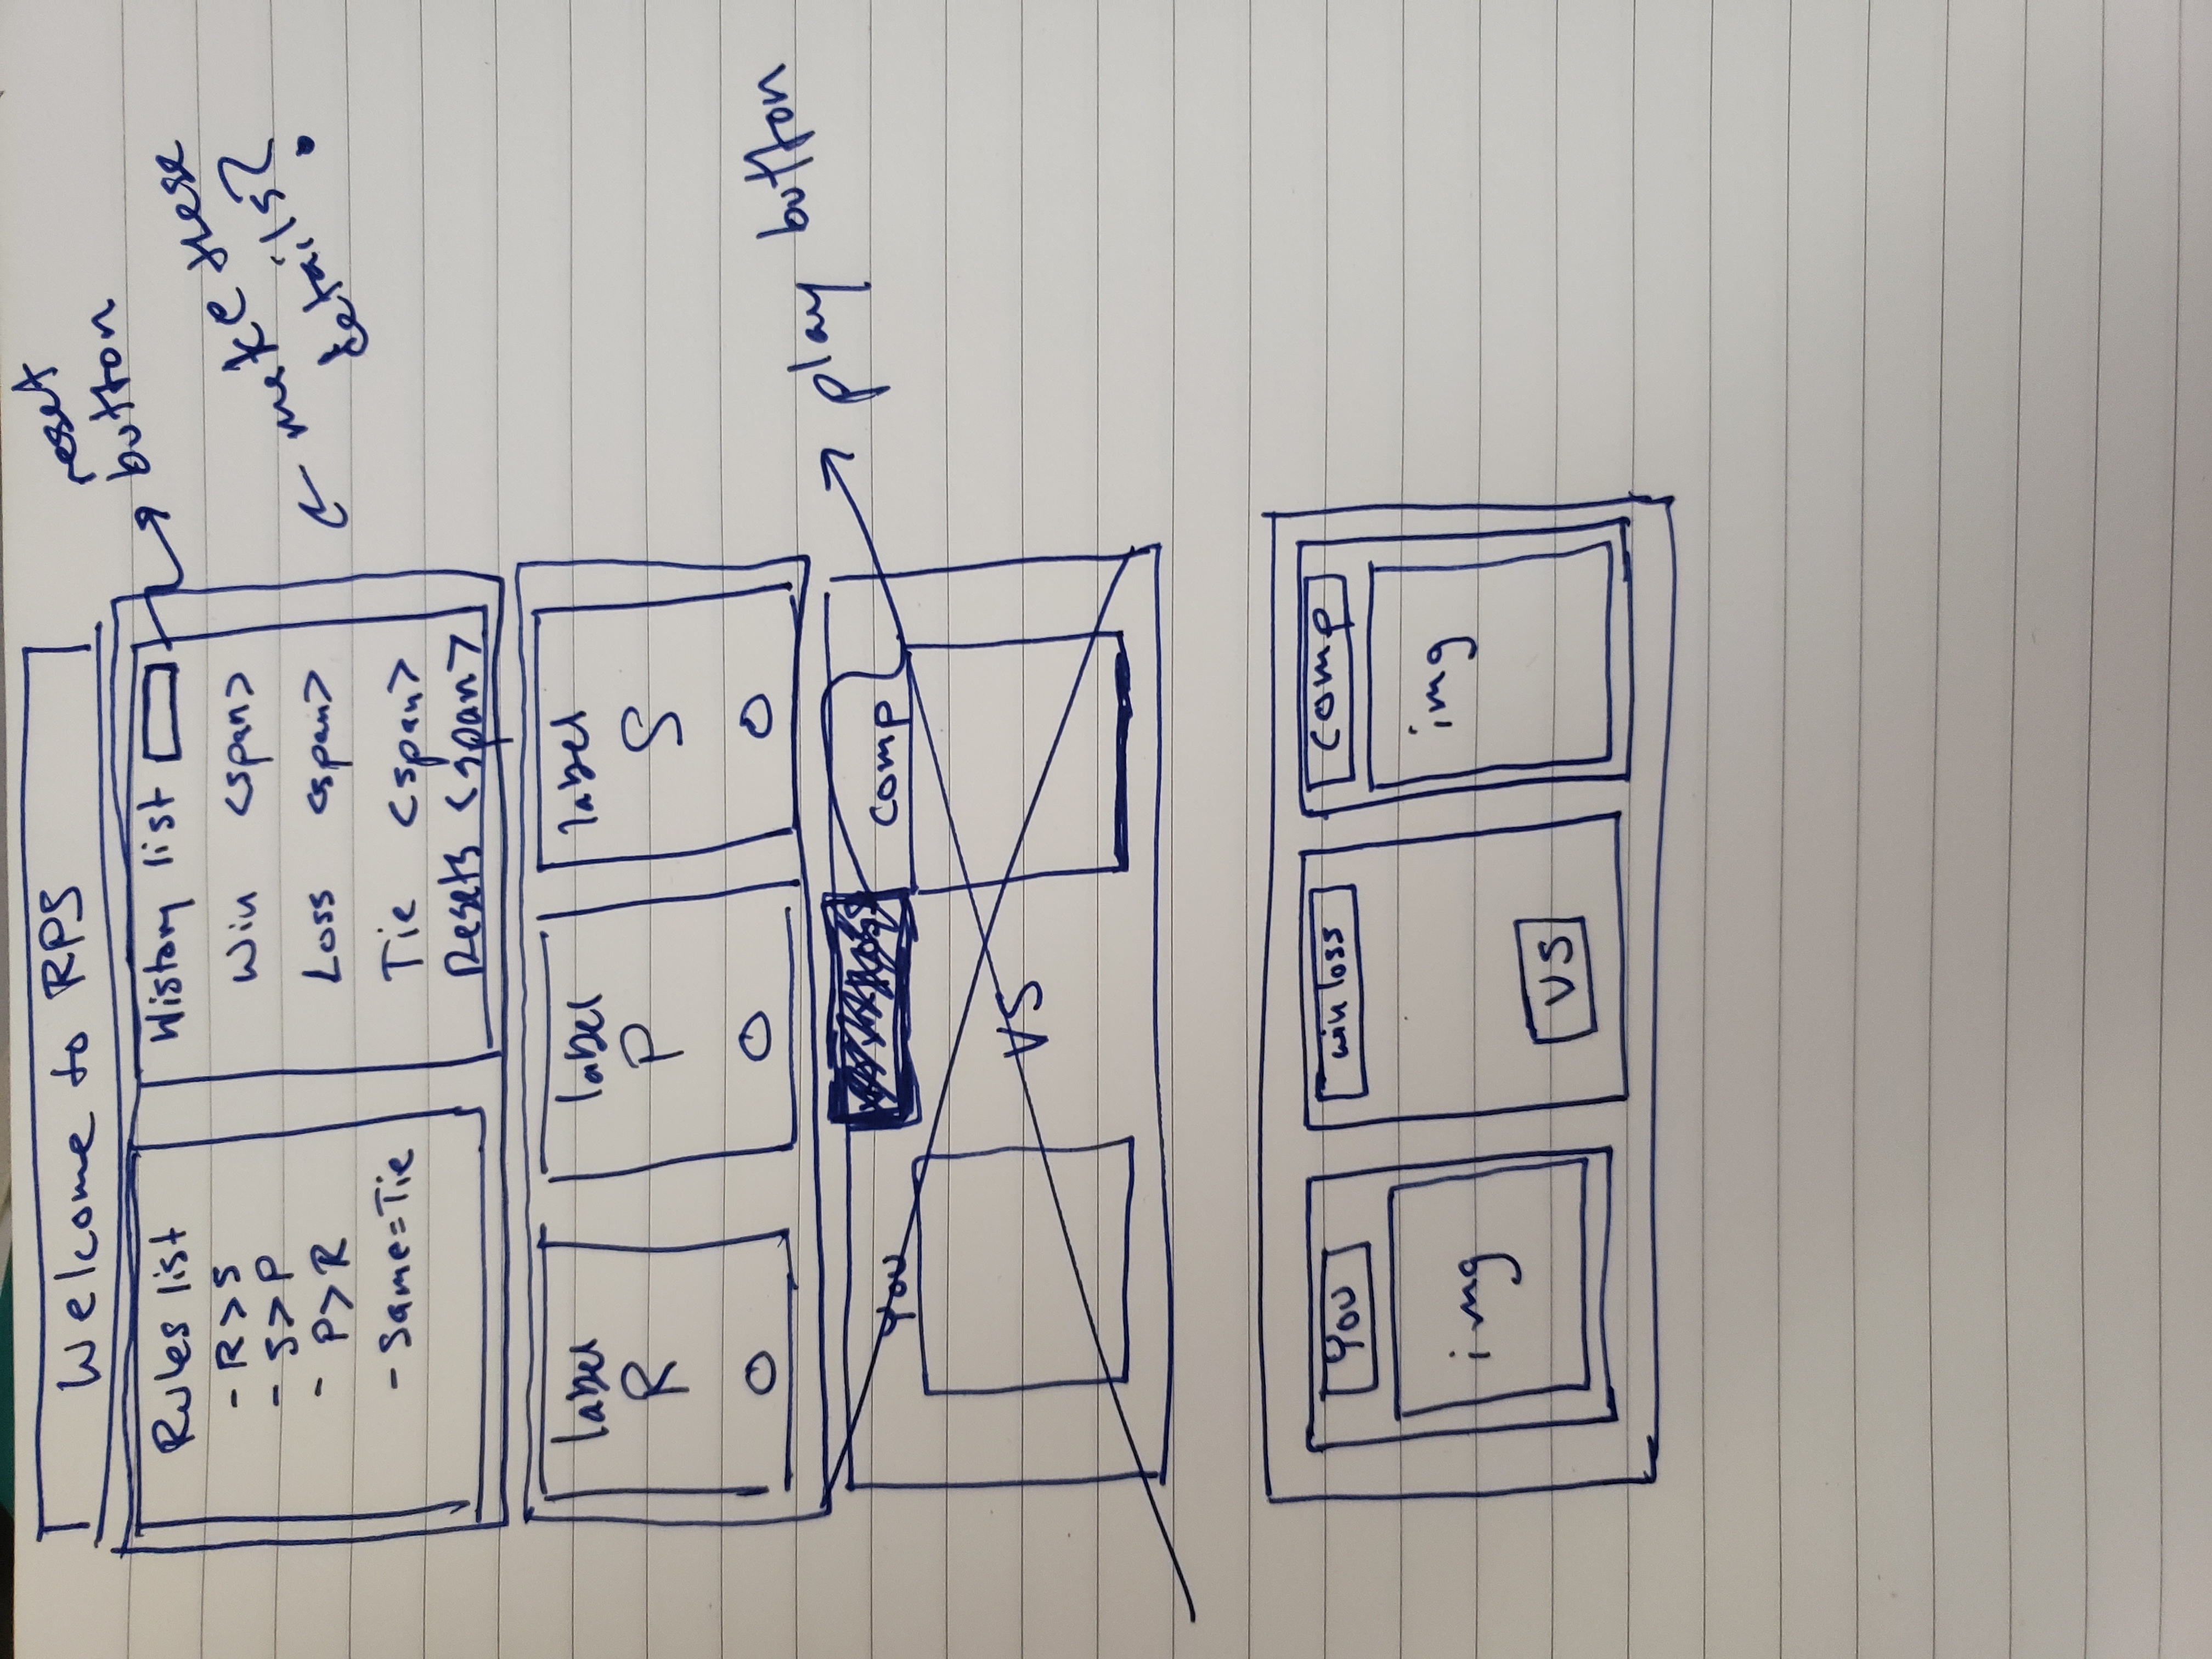 Welcome to RPS
reset
button
Rules list
- R>S
- S>P
- P>R
- Same=Tie
History list
Win <span>
Loss <span>
Tie <span>
Resets <span>
make these
details?
label
R
label
P
label
S
play button
You
VS
comp
You
img
win loss
VS
comp
img